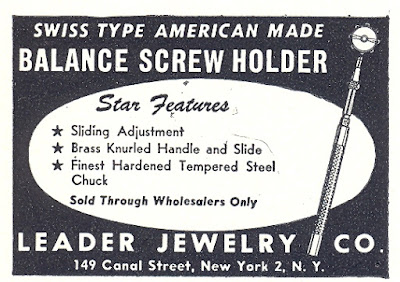 SWISS TYPE AMERICAN MADE
BALANCE SCREW HOLDER
Star Features
★ Sliding Adjustment
★ Brass Knurled Handle and Slide
★ Finest Hardened Tempered Steel
Chuck
Sold Through Wholesalers Only
LEADER JEWELRY CO.
149 Canal Street, New York 2, N. Y.